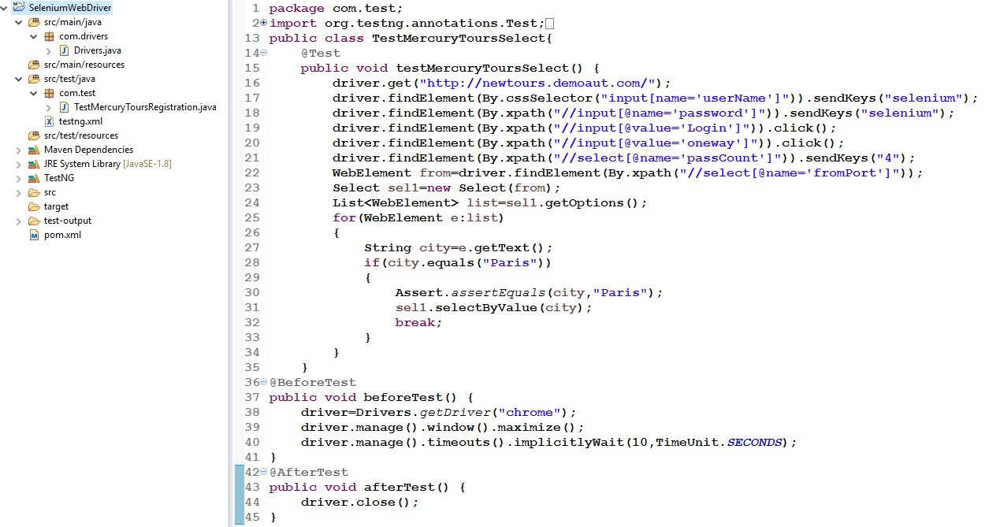 SeleniumWebDriver
src/main/java
com.drivers
Drivers.java
src/main/resources
src/test/java
com.test
TestMercuryToursRegistration.java
testng.xml
src/test/resources
Maven Dependencies
JRE System Library [JavaSE-1.8]
TestNG
src
target
test-output
pom.xml
1 package com.test;
2 import org.testng.annotations.Test;
13 public class TestMercuryToursSelect{
14 @Test
15 public void testMercuryToursSelect() {
16 driver.get("http://newtours.demoaut.com/");
17 driver.findElement(By.cssSelector("input[name='userName']")).sendKeys("selenium");
18 driver.findElement(By.xpath("//input[@name='password']")).sendKeys("selenium");
19 driver.findElement(By.xpath("//input[@value='Login']")).click();
20 driver.findElement(By.xpath("//input[@value='oneway']")).click();
21 driver.findElement(By.xpath("//select[@name='passCount']")).sendKeys("4");
22 WebElement from=driver.findElement(By.xpath("//select[@name='fromPort']"));
23 Select sel1=new Select(from);
24 List<WebElement> list=sel1.getOptions();
25 for(WebElement e:list)
26 {
27 String city=e.getText();
28 if(city.equals("Paris"))
29 {
30 Assert.assertEquals(city,"Paris");
31 sel1.selectByValue(city);
32 break;
33 }
34 }
35 }
36 @BeforeTest
37 public void beforeTest() {
38 driver=Drivers.getDriver("chrome");
39 driver.manage().window().maximize();
40 driver.manage().timeouts().implicitlyWait(10,TimeUnit.SECONDS);
41 }
42 @AfterTest
43 public void afterTest() {
44 driver.close();
45 }